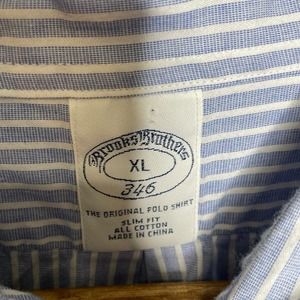 Brooks Brothers
XL
346
THE ORIGINAL POLO SHIRT
SLIM FIT
ALL COTTON
MADE IN CHINA